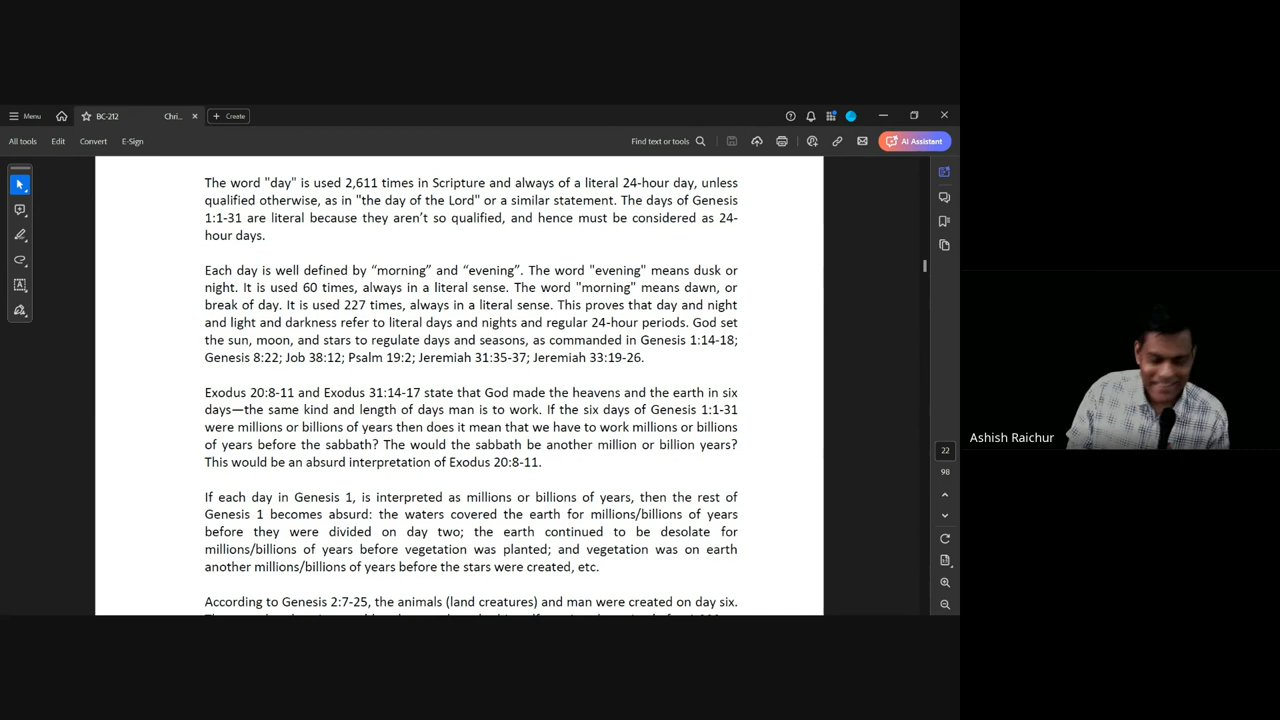 Menu
BC-212
Chri...
Create
All tools
Edit
Convert
E-Sign
Find text or tools
AI Assistant
The word "day" is used 2,611 times in Scripture and always of a literal 24-hour day, unless
qualified otherwise, as in "the day of the Lord" or a similar statement. The days of Genesis
1:1-31 are literal because they aren’t so qualified, and hence must be considered as 24-
hour days.
Each day is well defined by “morning” and “evening”. The word "evening" means dusk or
night. It is used 60 times, always in a literal sense. The word "morning" means dawn, or
break of day. It is used 227 times, always in a literal sense. This proves that day and night
and light and darkness refer to literal days and nights and regular 24-hour periods. God set
the sun, moon, and stars to regulate days and seasons, as commanded in Genesis 1:14-18;
Genesis 8:22; Job 38:12; Psalm 19:2; Jeremiah 31:35-37; Jeremiah 33:19-26.
Exodus 20:8-11 and Exodus 31:14-17 state that God made the heavens and the earth in six
days—the same kind and length of days man is to work. If the six days of Genesis 1:1-31
were millions or billions of years then does it mean that we have to work millions or billions
of years before the sabbath? The would the sabbath be another million or billion years?
This would be an absurd interpretation of Exodus 20:8-11.
If each day in Genesis 1, is interpreted as millions or billions of years, then the rest of
Genesis 1 becomes absurd: the waters covered the earth for millions/billions of years
before they were divided on day two; the earth continued to be desolate for
millions/billions of years before vegetation was planted; and vegetation was on earth
another millions/billions of years before the stars were created, etc.
According to Genesis 2:7-25, the animals (land creatures) and man were created on day six.
22
98
Ashish Raichur